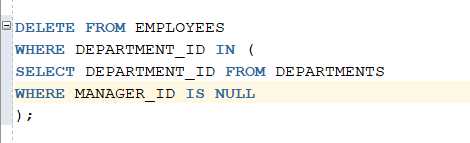 DELETE FROM EMPLOYEES
WHERE DEPARTMENT_ID IN (
SELECT DEPARTMENT_ID FROM DEPARTMENTS
WHERE MANAGER_ID IS NULL
);